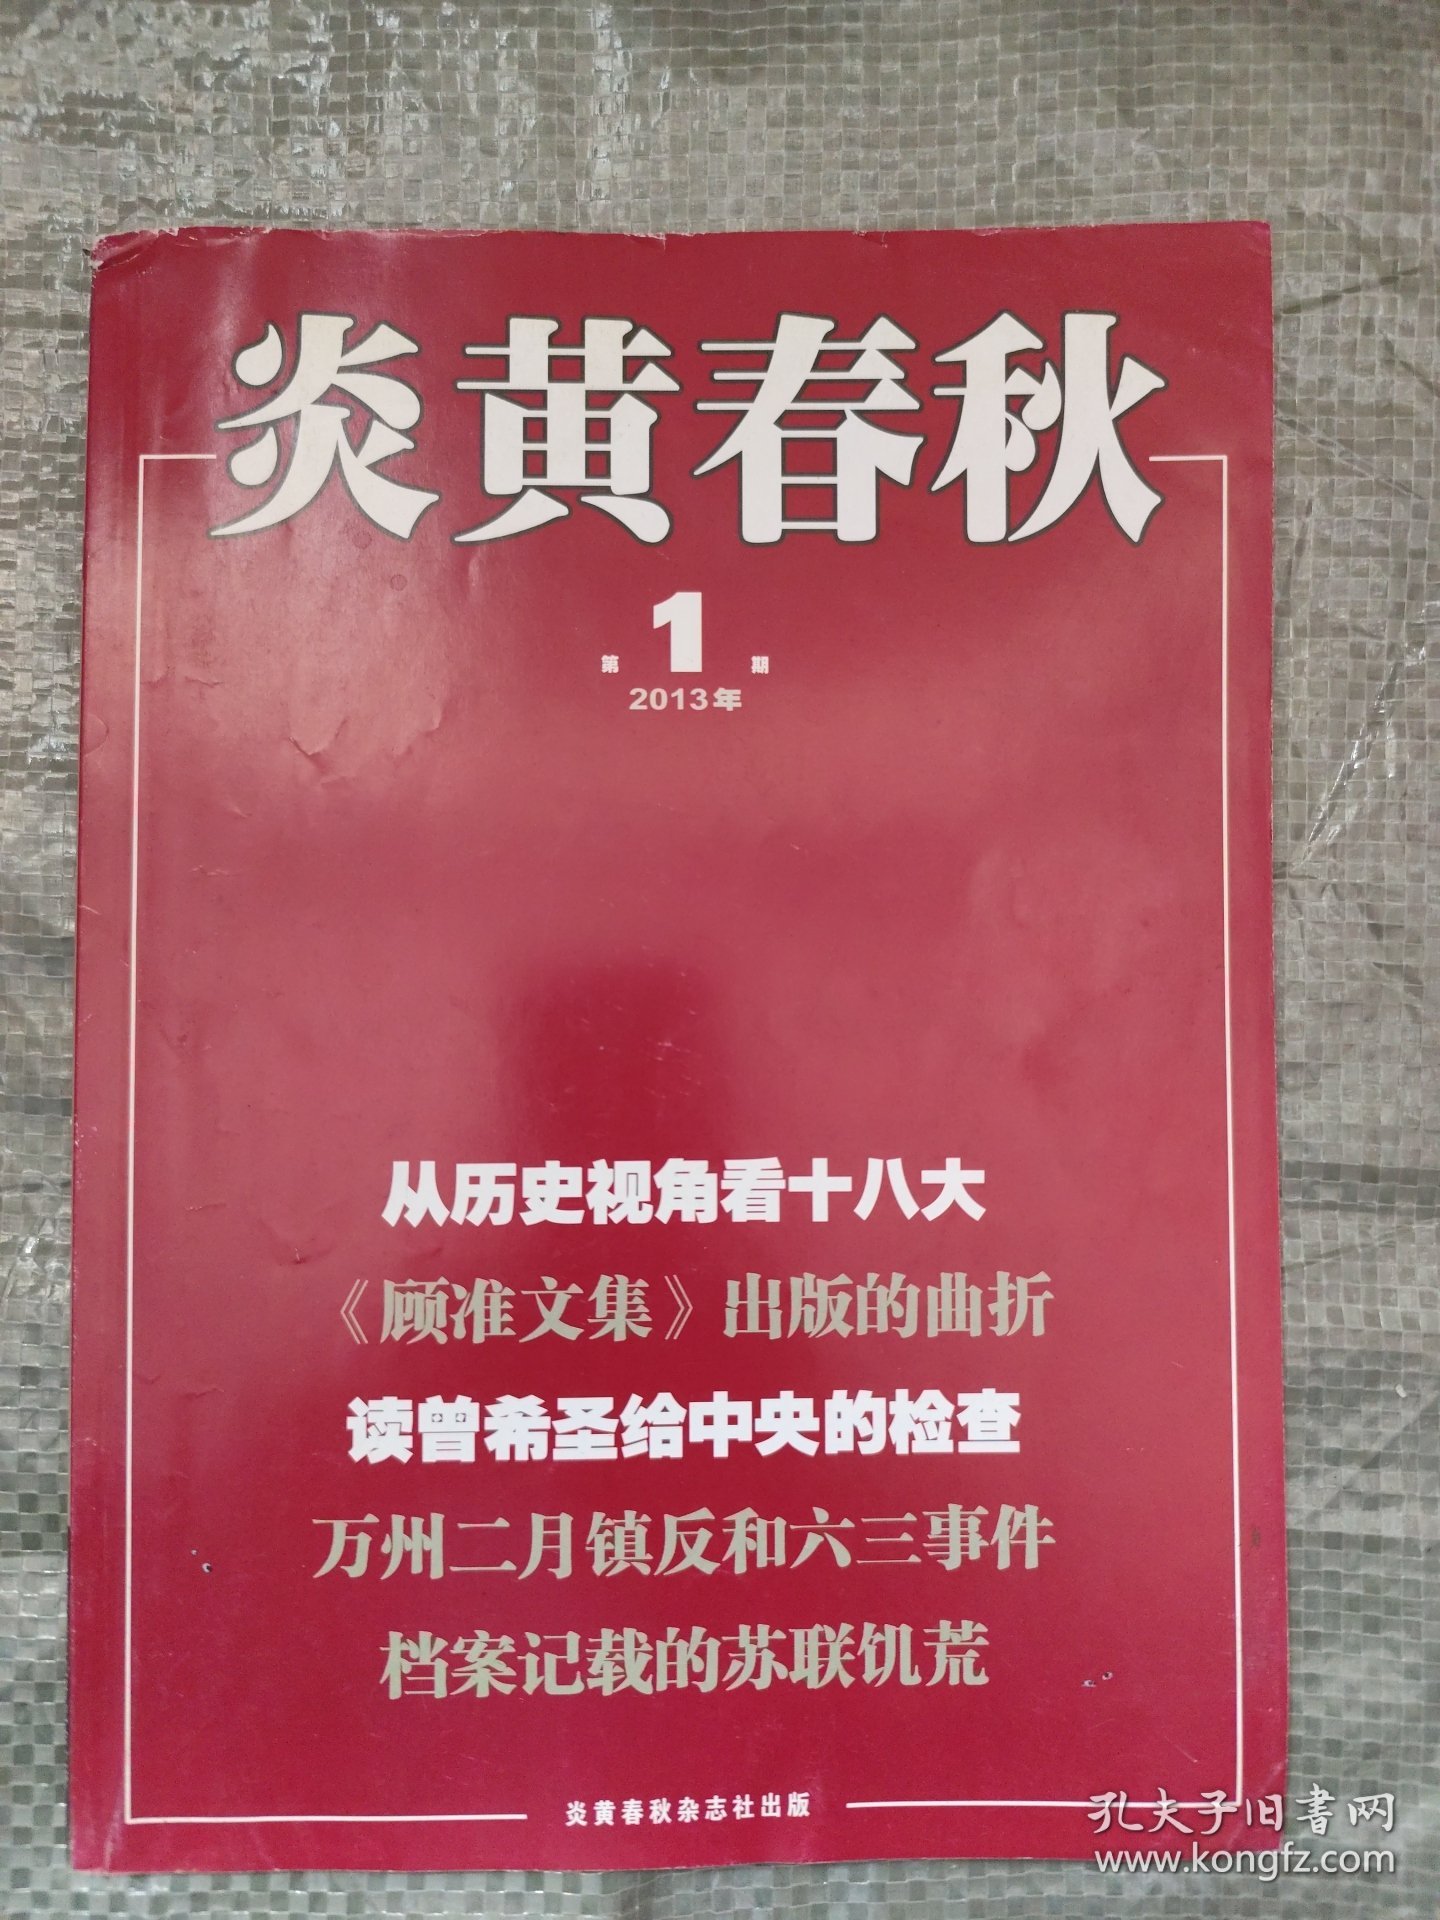 炎黄春秋
第1期
2013年
从历史视角看十八大
《顾准文集》出版的曲折
读曾希圣给中央的检查
万州二月镇反和六三事件
档案记载的苏联饥荒
炎黄春秋杂志社出版
孔夫子旧书网
www.kongfz.com